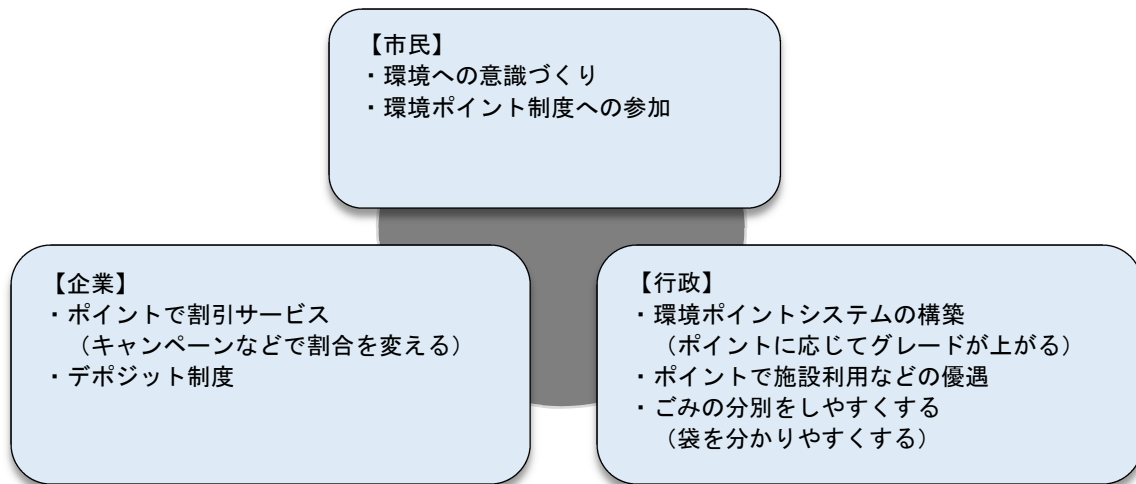 【市民】
・環境への意識づくり
・環境ポイント制度への参加
【企業】
・ポイントで割引サービス
（キャンペーンなどで割合を変える）
・デポジット制度
【行政】
・環境ポイントシステムの構築
（ポイントに応じてグレードが上がる）
・ポイントで施設利用などの優遇
・ごみの分別をしやすくする
（袋を分かりやすくする）